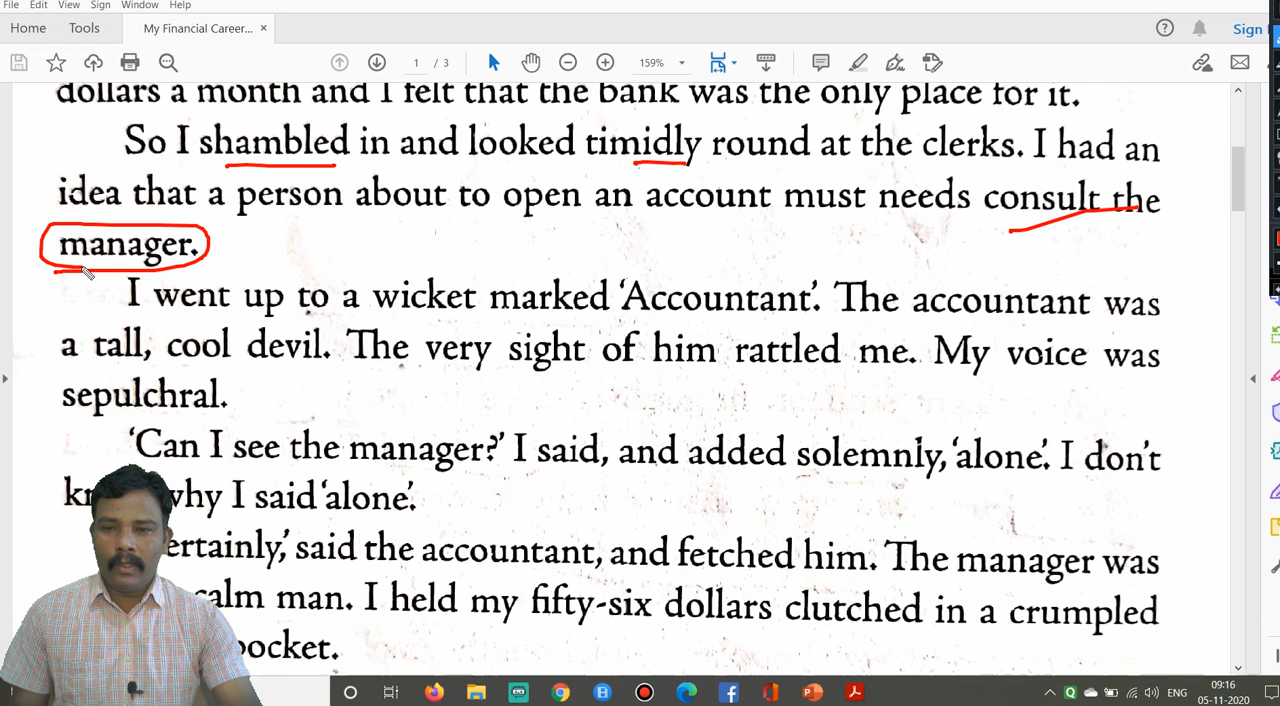 File Edit View Sign Window Help
Home Tools My Financial Career... × Sign
1 / 3 159%
dollars a month and I felt that the bank was the only place for it.
So I shambled in and looked timidly round at the clerks. I had an
idea that a person about to open an account must needs consult the
manager.
I went up to a wicket marked ‘Accountant’. The accountant was
a tall, cool devil. The very sight of him rattled me. My voice was
sepulchral.
‘Can I see the manager?’ I said, and added solemnly, ‘alone’. I don’t
why I said ‘alone’.
ertainly,’ said the accountant, and fetched him. The manager was
calm man. I held my fifty-six dollars clutched in a crumpled
pocket.
ENG 09:16
05-11-2020